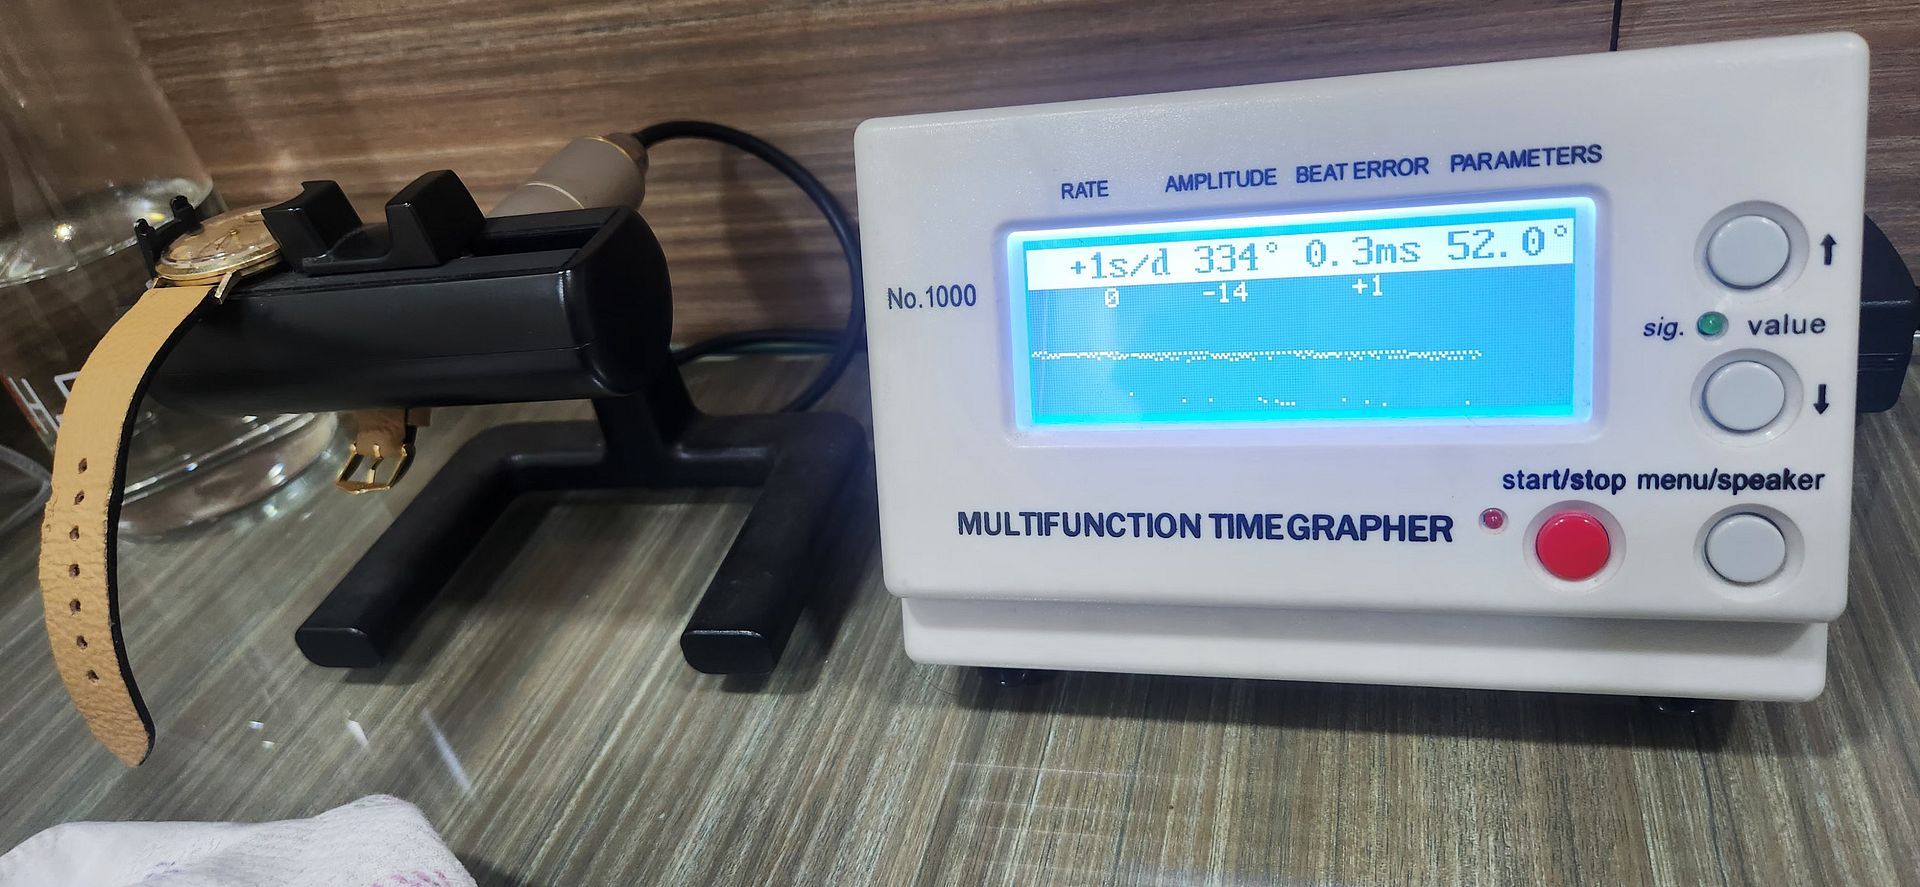 RATE AMPLITUDE BEAT ERROR PARAMETERS
+1s/d 334° 0.3ms 52.0°
0 -14 +1
No.1000
sig. value
start/stop menu/speaker
MULTIFUNCTION TIMEGRAPHER